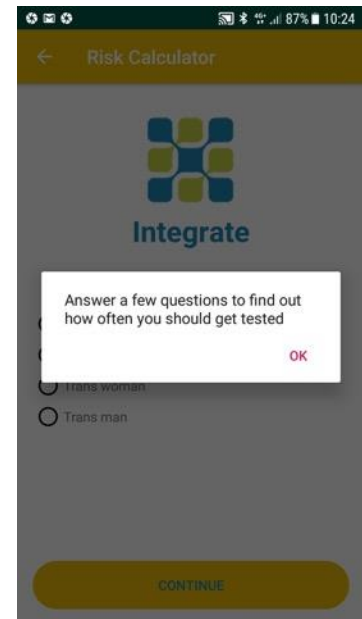 87% 10:24
Risk Calculator
Integrate
Answer a few questions to find out
how often you should get tested
OK
Trans woman
Trans man
CONTINUE